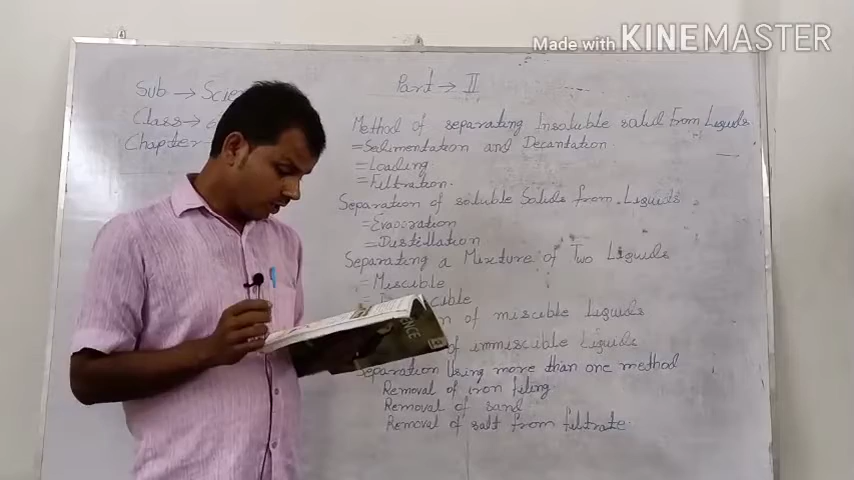 Made with KINEMASTER
Sub → Scie
Class →
Chapter →
Part → II
Method of separating Insoluble solid From Liquids
= Sedimentation and Decantation.
= Loading
= Filtration.
Separation of soluble Solids from Liquids
= Evaporation
= Distillation
Separating a Mixture of Two Liquids
= Miscible
cible
n of miscible Liquids
of immiscible Liquids
Separation Using more than one method
Removal of iron filing
Removal of sand
Removal of salt from filtrate
ENCE